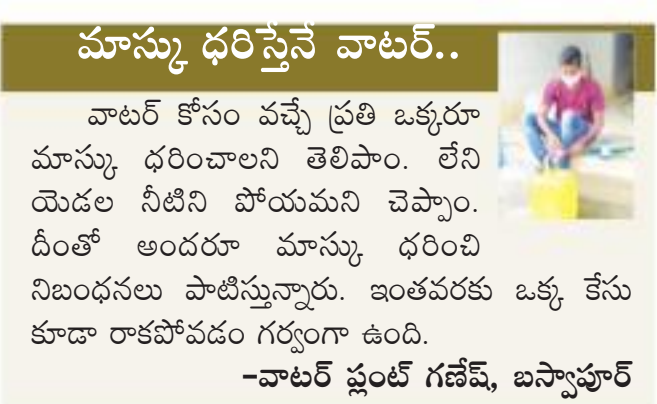 మాస్కు ధరిస్తేనే వాటర్..
వాటర్ కోసం వచ్చే ప్రతి ఒక్కరూ
మాస్కు ధరించాలని తెలిపాం. లేని
యెడల నీటిని పోయమని చెప్పాం.
దీంతో అందరూ మాస్కు ధరించి
నిబంధనలు పాటిస్తున్నారు. ఇంతవరకు ఒక్క కేసు
కూడా రాకపోవడం గర్వంగా ఉంది.
-వాటర్ ప్లంట్ గణేష్, బస్వాపూర్